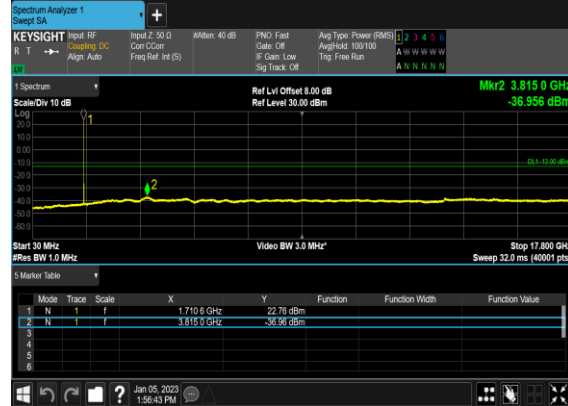 Spectrum Analyzer 1
Swept SA
KEYSIGHT Input: RF Input Z: 50 Ω #Atten: 40 dB PNO: Fast Avg Type: Power (RMS) 1 2 3 4 5 6
R T Coupling: DC Corr CCorr Gate: Off Avg|Hold: 100/100 A W W W W W
Align: Auto Freq Ref: Int (S) IF Gain: Low Trig: Free Run
Sig Track: Off A N N N N N
1 Spectrum
Ref Lvl Offset 8.00 dB Mkr2 3.815 0 GHz
Scale/Div 10 dB Ref Level 30.00 dBm -36.956 dBm
Log
20.0
10.0
0.00
-10.0
DL1 -13.00 dBm
-20.0
-30.0
-40.0
-50.0
-60.0
1
2
Start 30 MHz Video BW 3.0 MHz* Stop 17.800 GHz
#Res BW 1.0 MHz Sweep 32.0 ms (40001 pts)
5 Marker Table
Mode Trace Scale X Y Function Function Width Function Value
1 N 1 f 1.710 6 GHz 22.76 dBm
2 N 1 f 3.815 0 GHz -36.96 dBm
3
4
5
6
? Jan 05, 2023
1:56:43 PM